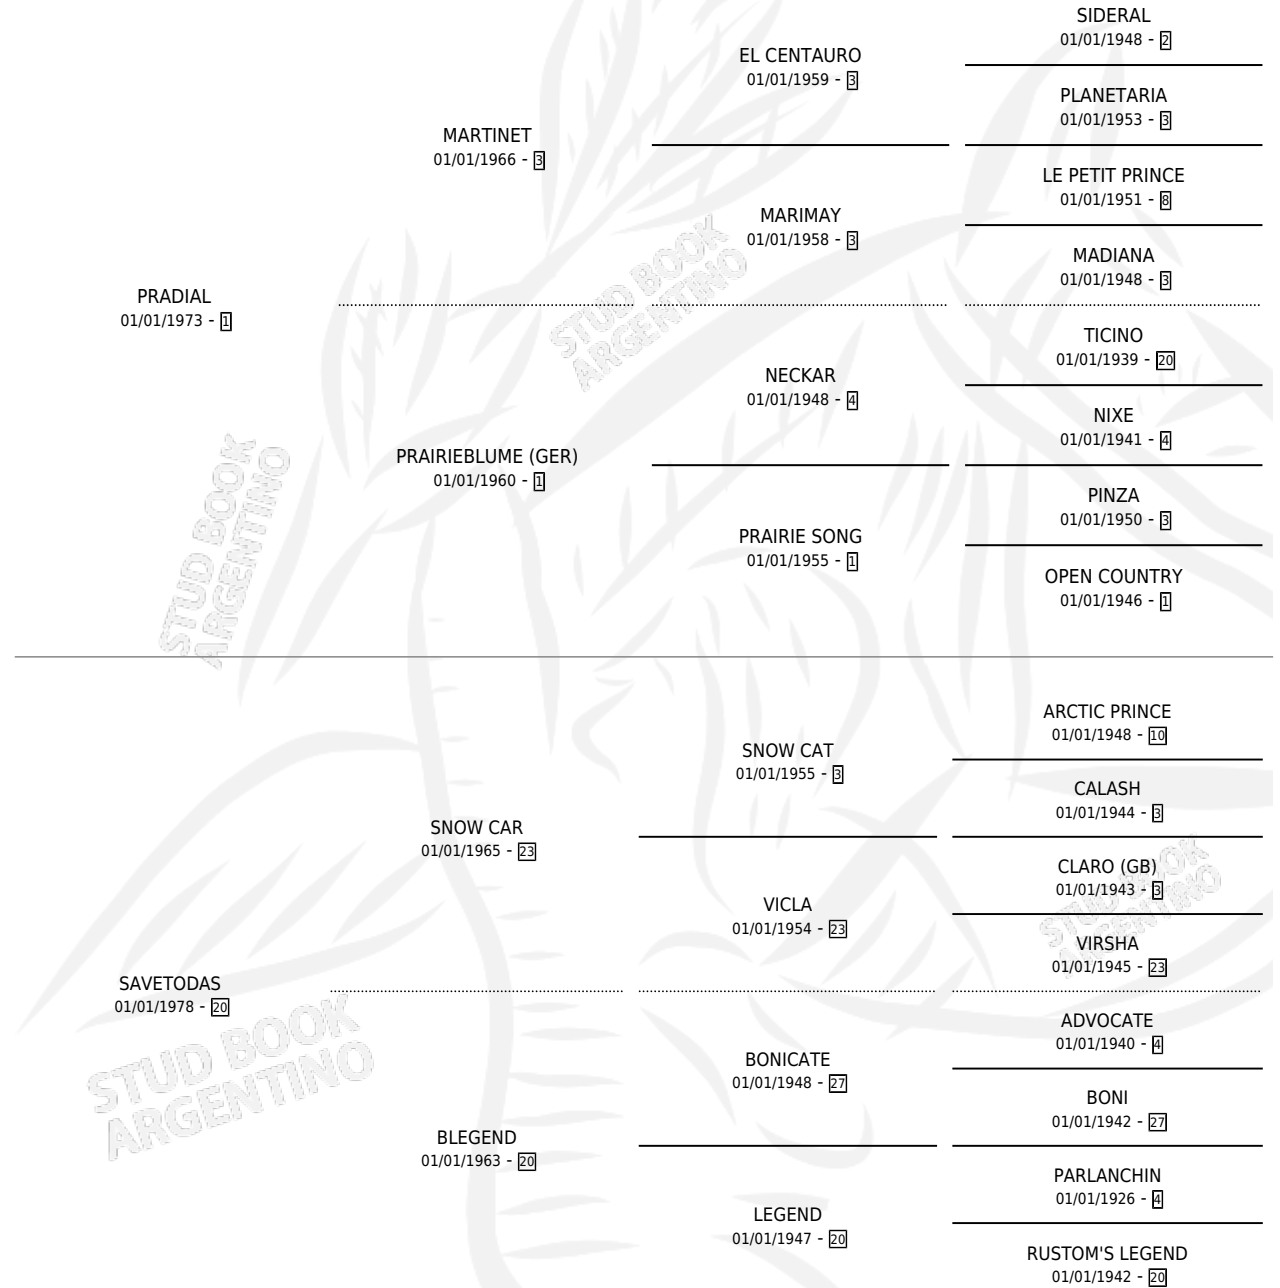 SIDERAL
01/01/1948 - 2
EL CENTAURO
01/01/1959 - 3
PLANETARIA
01/01/1953 - 3
MARTINET
01/01/1966 - 3
LE PETIT PRINCE
01/01/1951 - 8
MARIMAY
01/01/1958 - 3
MADIANA
01/01/1948 - 3
PRADIAL
01/01/1973 - 1
TICINO
01/01/1939 - 20
NECKAR
01/01/1948 - 4
NIXE
01/01/1941 - 4
PRAIRIEBLUME (GER)
01/01/1960 - 1
PINZA
01/01/1950 - 3
PRAIRIE SONG
01/01/1955 - 1
OPEN COUNTRY
01/01/1946 - 1
ARCTIC PRINCE
01/01/1948 - 10
SNOW CAT
01/01/1955 - 3
CALASH
01/01/1944 - 3
SNOW CAR
01/01/1965 - 23
CLARO (GB)
01/01/1943 - 3
VICLA
01/01/1954 - 23
VIRSHA
01/01/1945 - 23
SAVETODAS
01/01/1978 - 20
ADVOCATE
01/01/1940 - 4
BONICATE
01/01/1948 - 27
BONI
01/01/1942 - 27
BLEGEND
01/01/1963 - 20
PARLANCHIN
01/01/1926 - 4
LEGEND
01/01/1947 - 20
RUSTOM'S LEGEND
01/01/1942 - 20
STUD BOOK
ARGENTINO
STUD BOOK
ARGENTINO
STUD BOOK
ARGENTINO
STUD BOOK
ARGENTINO